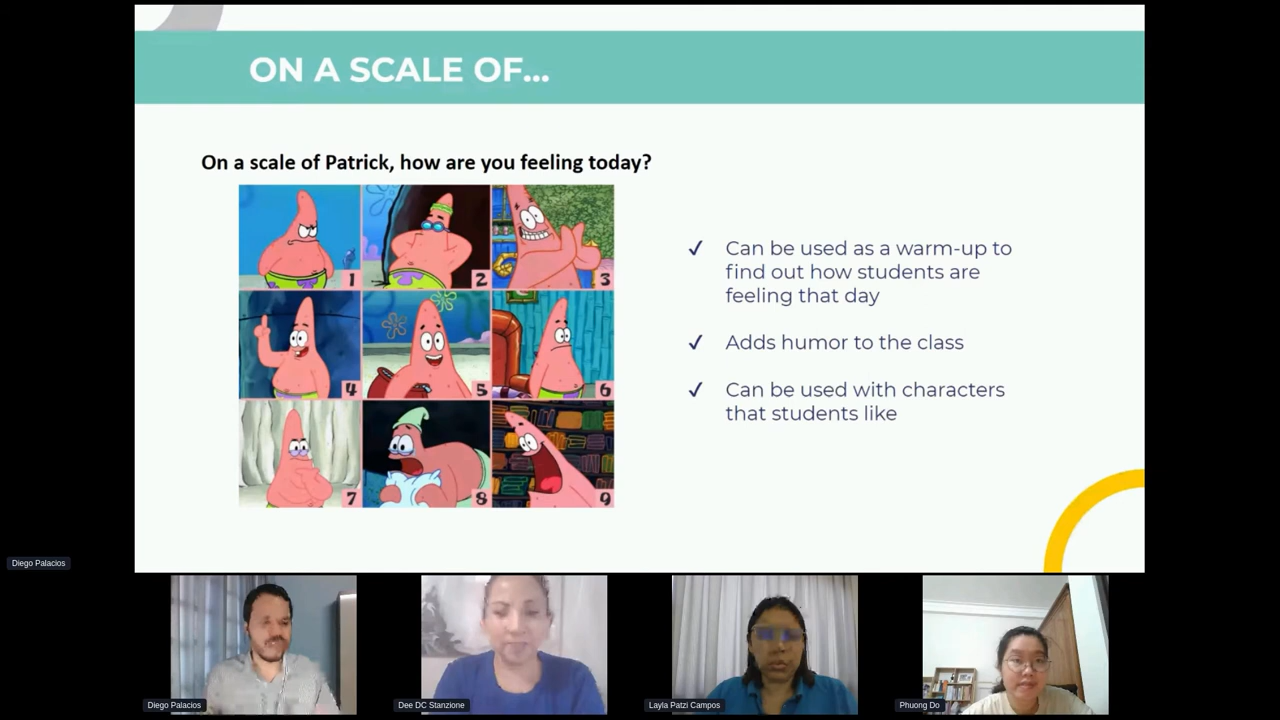 ON A SCALE OF...
On a scale of Patrick, how are you feeling today?
1
2
3
4
5
6
7
8
9
✓ Can be used as a warm-up to
find out how students are
feeling that day
✓ Adds humor to the class
✓ Can be used with characters
that students like
Diego Palacios
Diego Palacios
Dee DC Stanzione
Layla Patzi Campos
Phuong Do